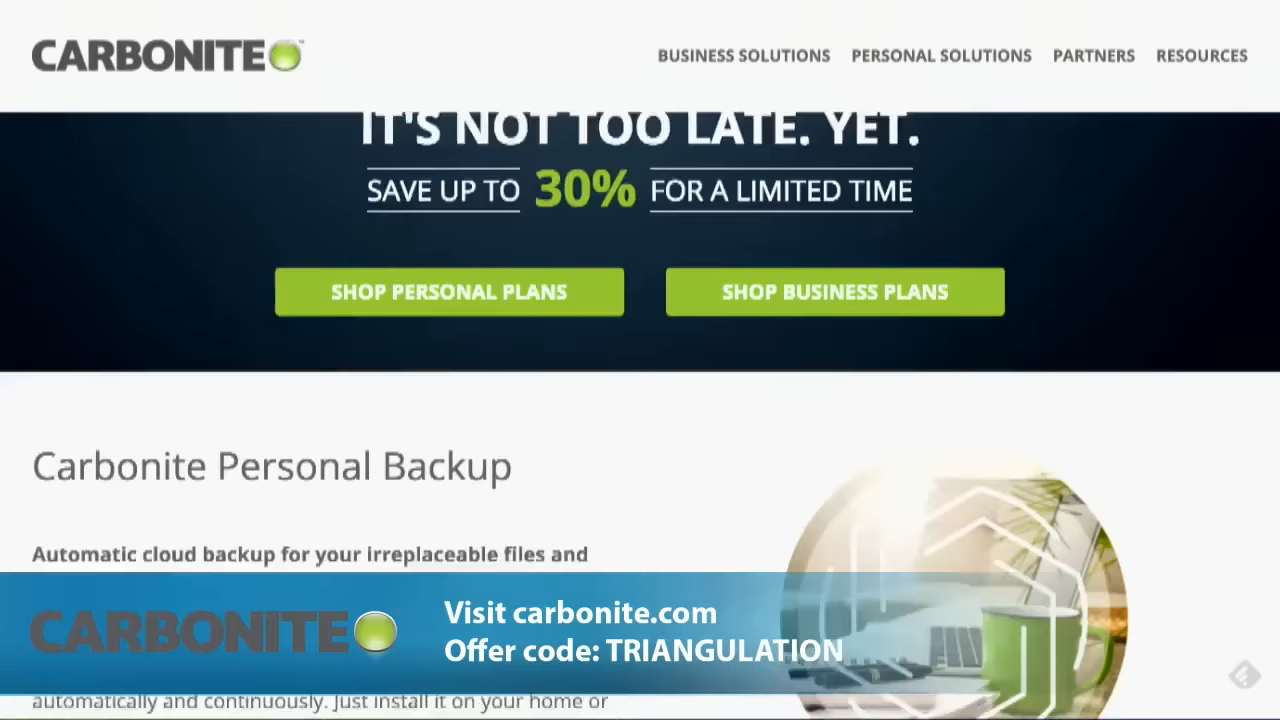 CARBONITE
BUSINESS SOLUTIONS PERSONAL SOLUTIONS PARTNERS RESOURCES
IT'S NOT TOO LATE. YET.
SAVE UP TO 30% FOR A LIMITED TIME
SHOP PERSONAL PLANS SHOP BUSINESS PLANS
Carbonite Personal Backup
Automatic cloud backup for your irreplaceable files and
CARBONITE
Visit carbonite.com
Offer code: TRIANGULATION
automatically and continuously. Just install it on your home or